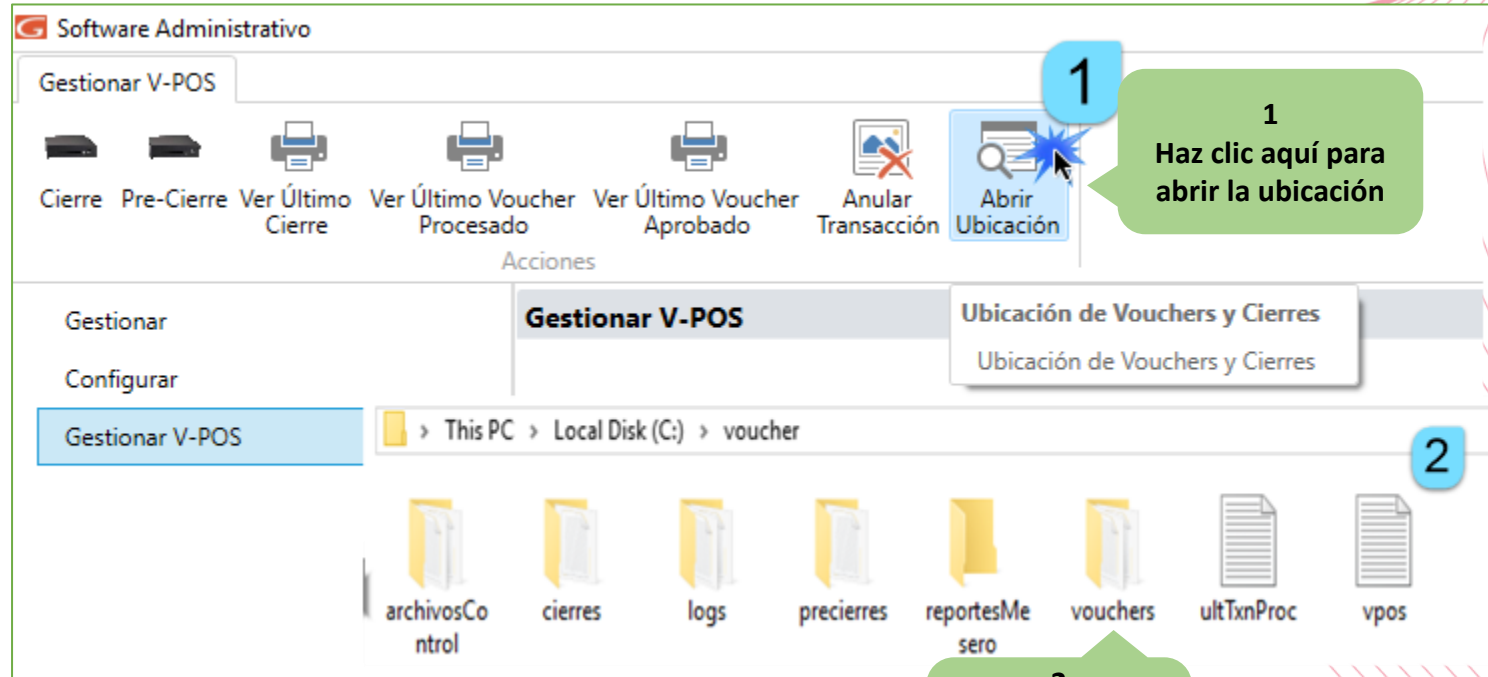 Software Administrativo
Gestionar V-POS
1
1
Haz clic aquí para
abrir la ubicación
Cierre
Pre-Cierre
Ver Último
Cierre
Ver Último Voucher
Procesado
Ver Último Voucher
Aprobado
Anular
Transacción
Abrir
Ubicación
Acciones
Gestionar
Configurar
Gestionar V-POS
Gestionar V-POS
Ubicación de Vouchers y Cierres
Ubicación de Vouchers y Cierres
> This PC > Local Disk (C:) > voucher
2
archivosCo
ntrol
cierres
logs
precierres
reportesMe
sero
vouchers
ultTxnProc
vpos